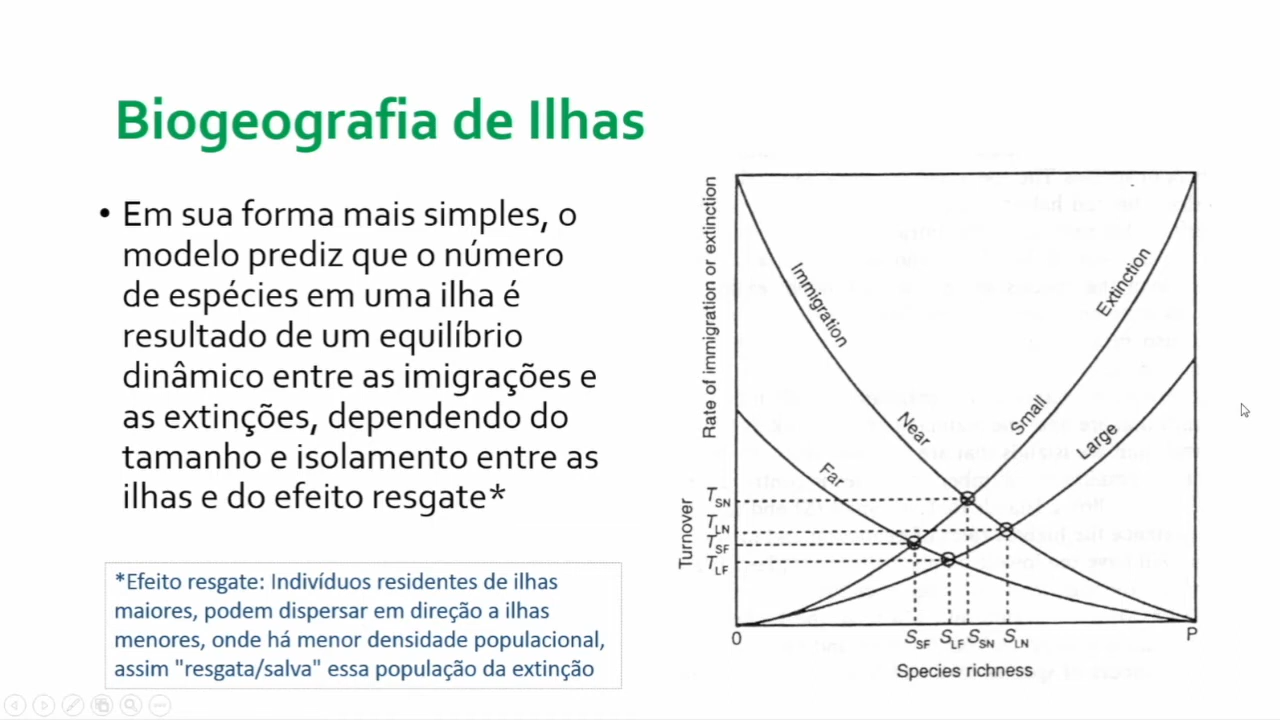 Biogeografia de Ilhas
• Em sua forma mais simples, o
modelo prediz que o número
de espécies em uma ilha é
resultado de um equilíbrio
dinâmico entre as imigrações e
as extinções, dependendo do
tamanho e isolamento entre as
ilhas e do efeito resgate*
*Efeito resgate: Indivíduos residentes de ilhas
maiores, podem dispersar em direção a ilhas
menores, onde há menor densidade populacional,
assim "resgata/salva" essa população da extinção
Rate of immigration or extinction
Turnover
Immigration
Extinction
Near
Small
Far
Large
TSN
TLN
TSF
TLF
0
SSF
SLF
SSN
SLN
P
Species richness